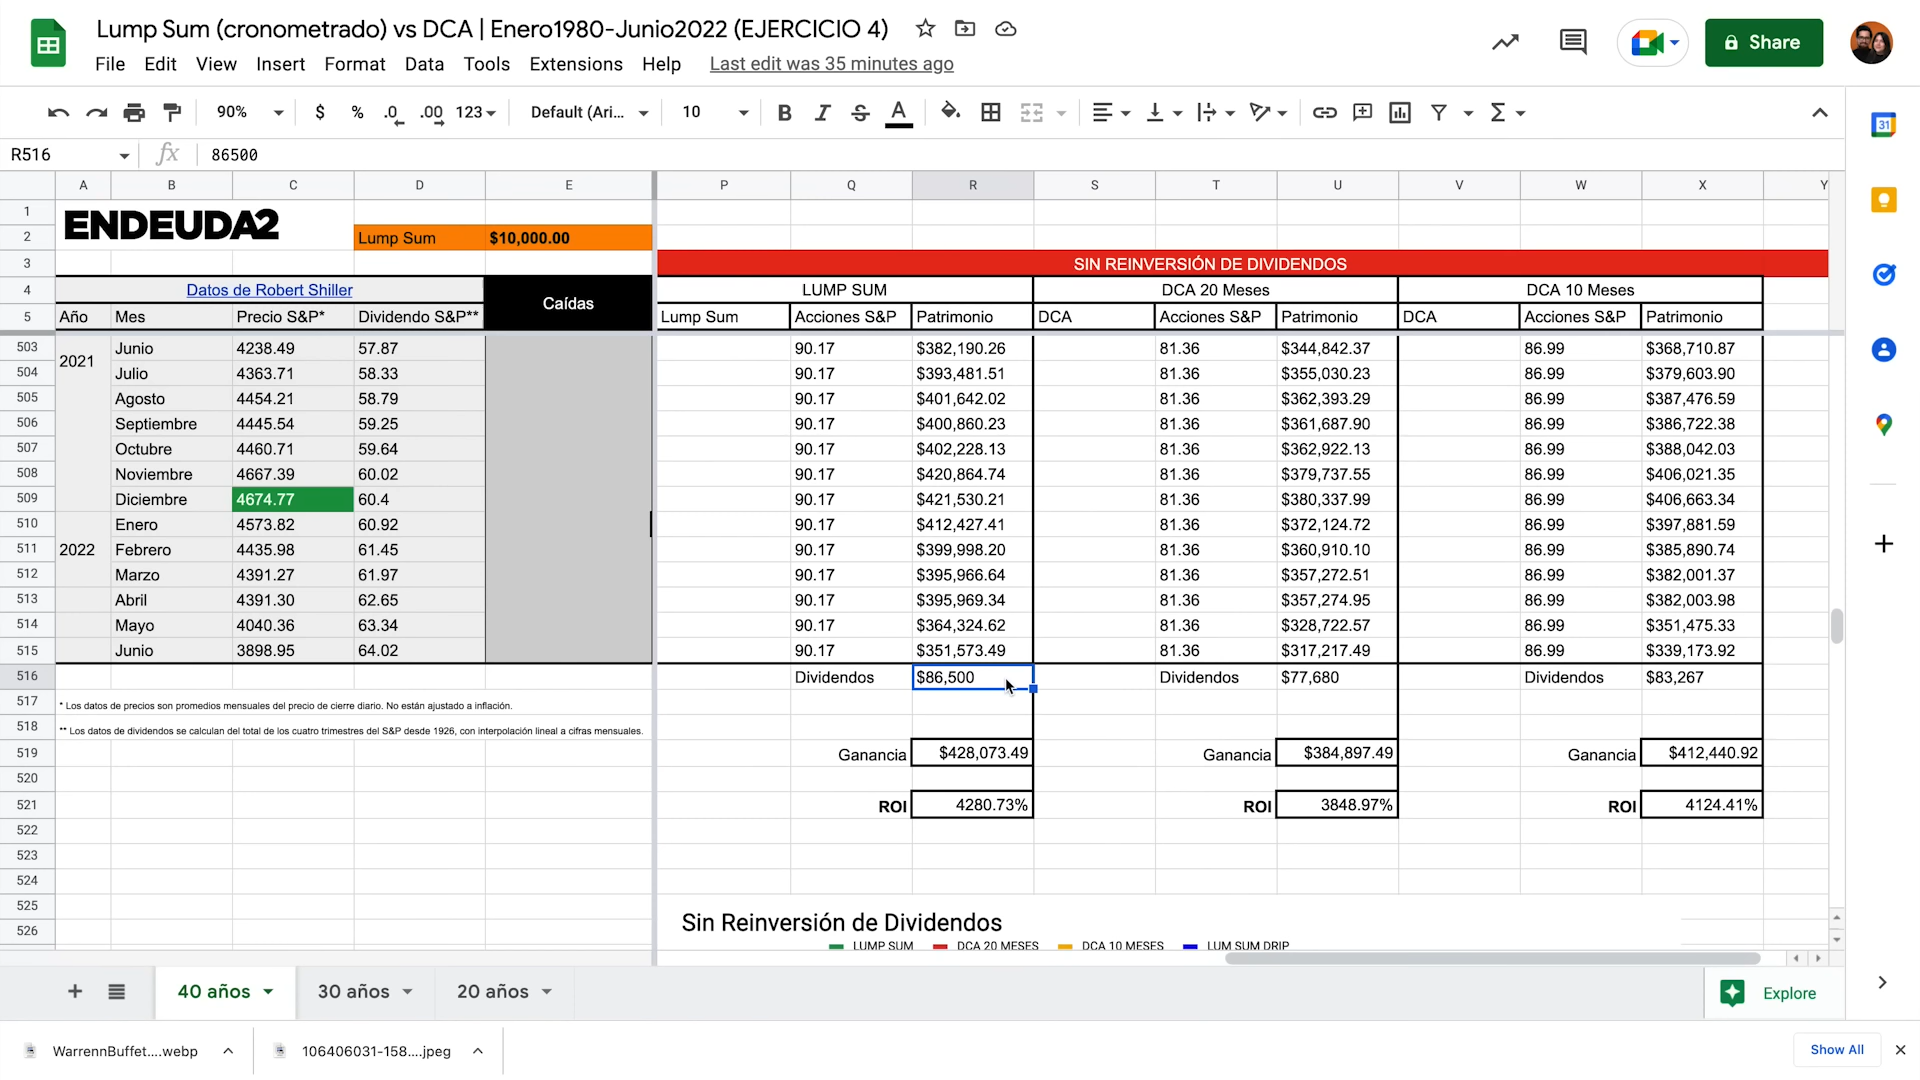 Lump Sum (cronometrado) vs DCA | Enero1980-Junio2022 (EJERCICIO 4)
File Edit View Insert Format Data Tools Extensions Help Last edit was 35 minutes ago
Share
90% $ % .0 .00 123 Default (Ari... 10 B I S A
R516 fx 86500
A B C D E P Q R S T U V W X Y
1 ENDEUDA2
2 Lump Sum $10,000.00
3 SIN REINVERSIÓN DE DIVIDENDOS
4 Datos de Robert Shiller Caídas LUMP SUM DCA 20 Meses DCA 10 Meses
5 Año Mes Precio S&P* Dividendo S&P** Lump Sum Acciones S&P Patrimonio DCA Acciones S&P Patrimonio DCA Acciones S&P Patrimonio
503 2021 Junio 4238.49 57.87 90.17 $382,190.26 81.36 $344,842.37 86.99 $368,710.87
504 Julio 4363.71 58.33 90.17 $393,481.51 81.36 $355,030.23 86.99 $379,603.90
505 Agosto 4454.21 58.79 90.17 $401,642.02 81.36 $362,393.29 86.99 $387,476.59
506 Septiembre 4445.54 59.25 90.17 $400,860.23 81.36 $361,687.90 86.99 $386,722.38
507 Octubre 4460.71 59.64 90.17 $402,228.13 81.36 $362,922.13 86.99 $388,042.03
508 Noviembre 4667.39 60.02 90.17 $420,864.74 81.36 $379,737.55 86.99 $406,021.35
509 Diciembre 4674.77 60.4 90.17 $421,530.21 81.36 $380,337.99 86.99 $406,663.34
510 Enero 4573.82 60.92 90.17 $412,427.41 81.36 $372,124.72 86.99 $397,881.59
511 2022 Febrero 4435.98 61.45 90.17 $399,998.20 81.36 $360,910.10 86.99 $385,890.74
512 Marzo 4391.27 61.97 90.17 $395,966.64 81.36 $357,272.51 86.99 $382,001.37
513 Abril 4391.30 62.65 90.17 $395,969.34 81.36 $357,274.95 86.99 $382,003.98
514 Mayo 4040.36 63.34 90.17 $364,324.62 81.36 $328,722.57 86.99 $351,475.33
515 Junio 3898.95 64.02 90.17 $351,573.49 81.36 $317,217.49 86.99 $339,173.92
516 Dividendos $86,500 Dividendos $77,680 Dividendos $83,267
517 * Los datos de precios son promedios mensuales del precio de cierre diario. No están ajustado a inflación.
518 ** Los datos de dividendos se calculan del total de los cuatro trimestres del S&P desde 1926, con interpolación lineal a cifras mensuales.
519 Ganancia $428,073.49 Ganancia $384,897.49 Ganancia $412,440.92
520
521 ROI 4280.73% ROI 3848.97% ROI 4124.41%
522
523
524
525
526 Sin Reinversión de Dividendos
LUMP SUM DCA 20 MESES DCA 10 MESES LUM SUM DRIP
40 años 30 años 20 años Explore
WarrennBuffet....webp 106406031-158....jpeg Show All
31